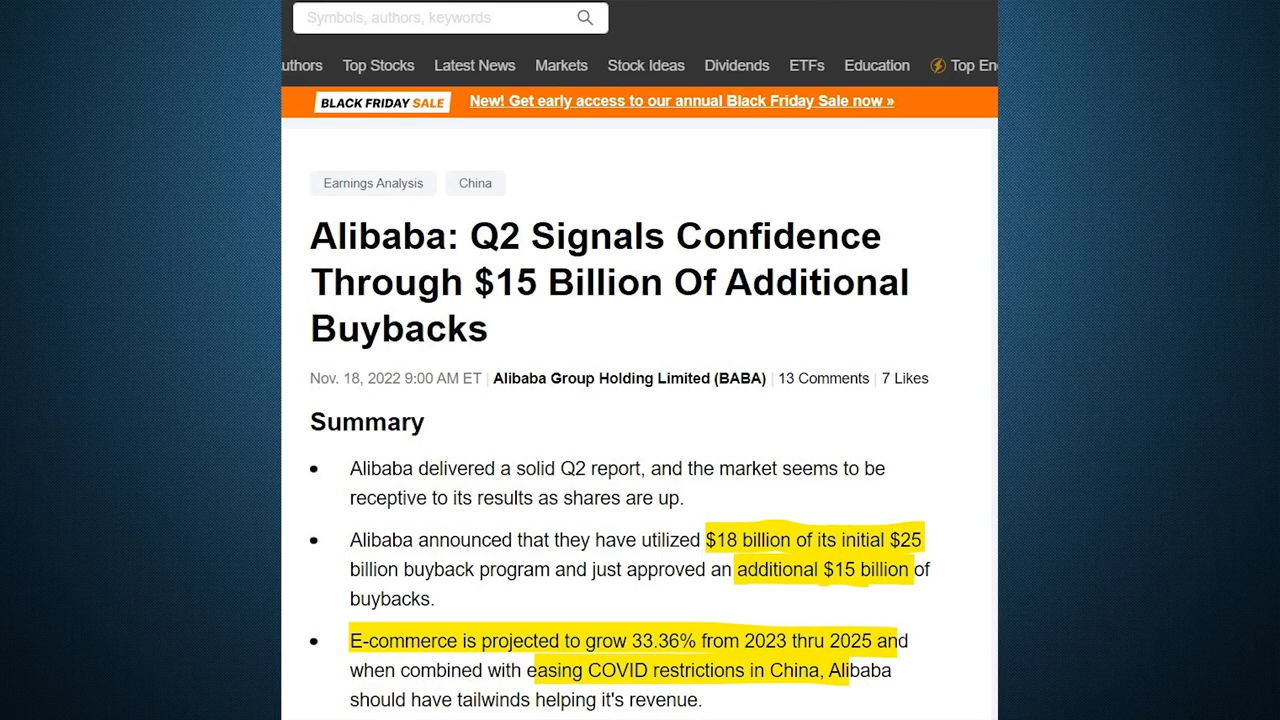 Symbols, authors, keywords
uthors Top Stocks Latest News Markets Stock Ideas Dividends ETFs Education Top En
BLACK FRIDAY SALE New! Get early access to our annual Black Friday Sale now »
Earnings Analysis China
Alibaba: Q2 Signals Confidence
Through $15 Billion Of Additional
Buybacks
Nov. 18, 2022 9:00 AM ET | Alibaba Group Holding Limited (BABA) | 13 Comments | 7 Likes
Summary
• Alibaba delivered a solid Q2 report, and the market seems to be
receptive to its results as shares are up.
• Alibaba announced that they have utilized $18 billion of its initial $25
billion buyback program and just approved an additional $15 billion of
buybacks.
• E-commerce is projected to grow 33.36% from 2023 thru 2025 and
when combined with easing COVID restrictions in China, Alibaba
should have tailwinds helping it's revenue.